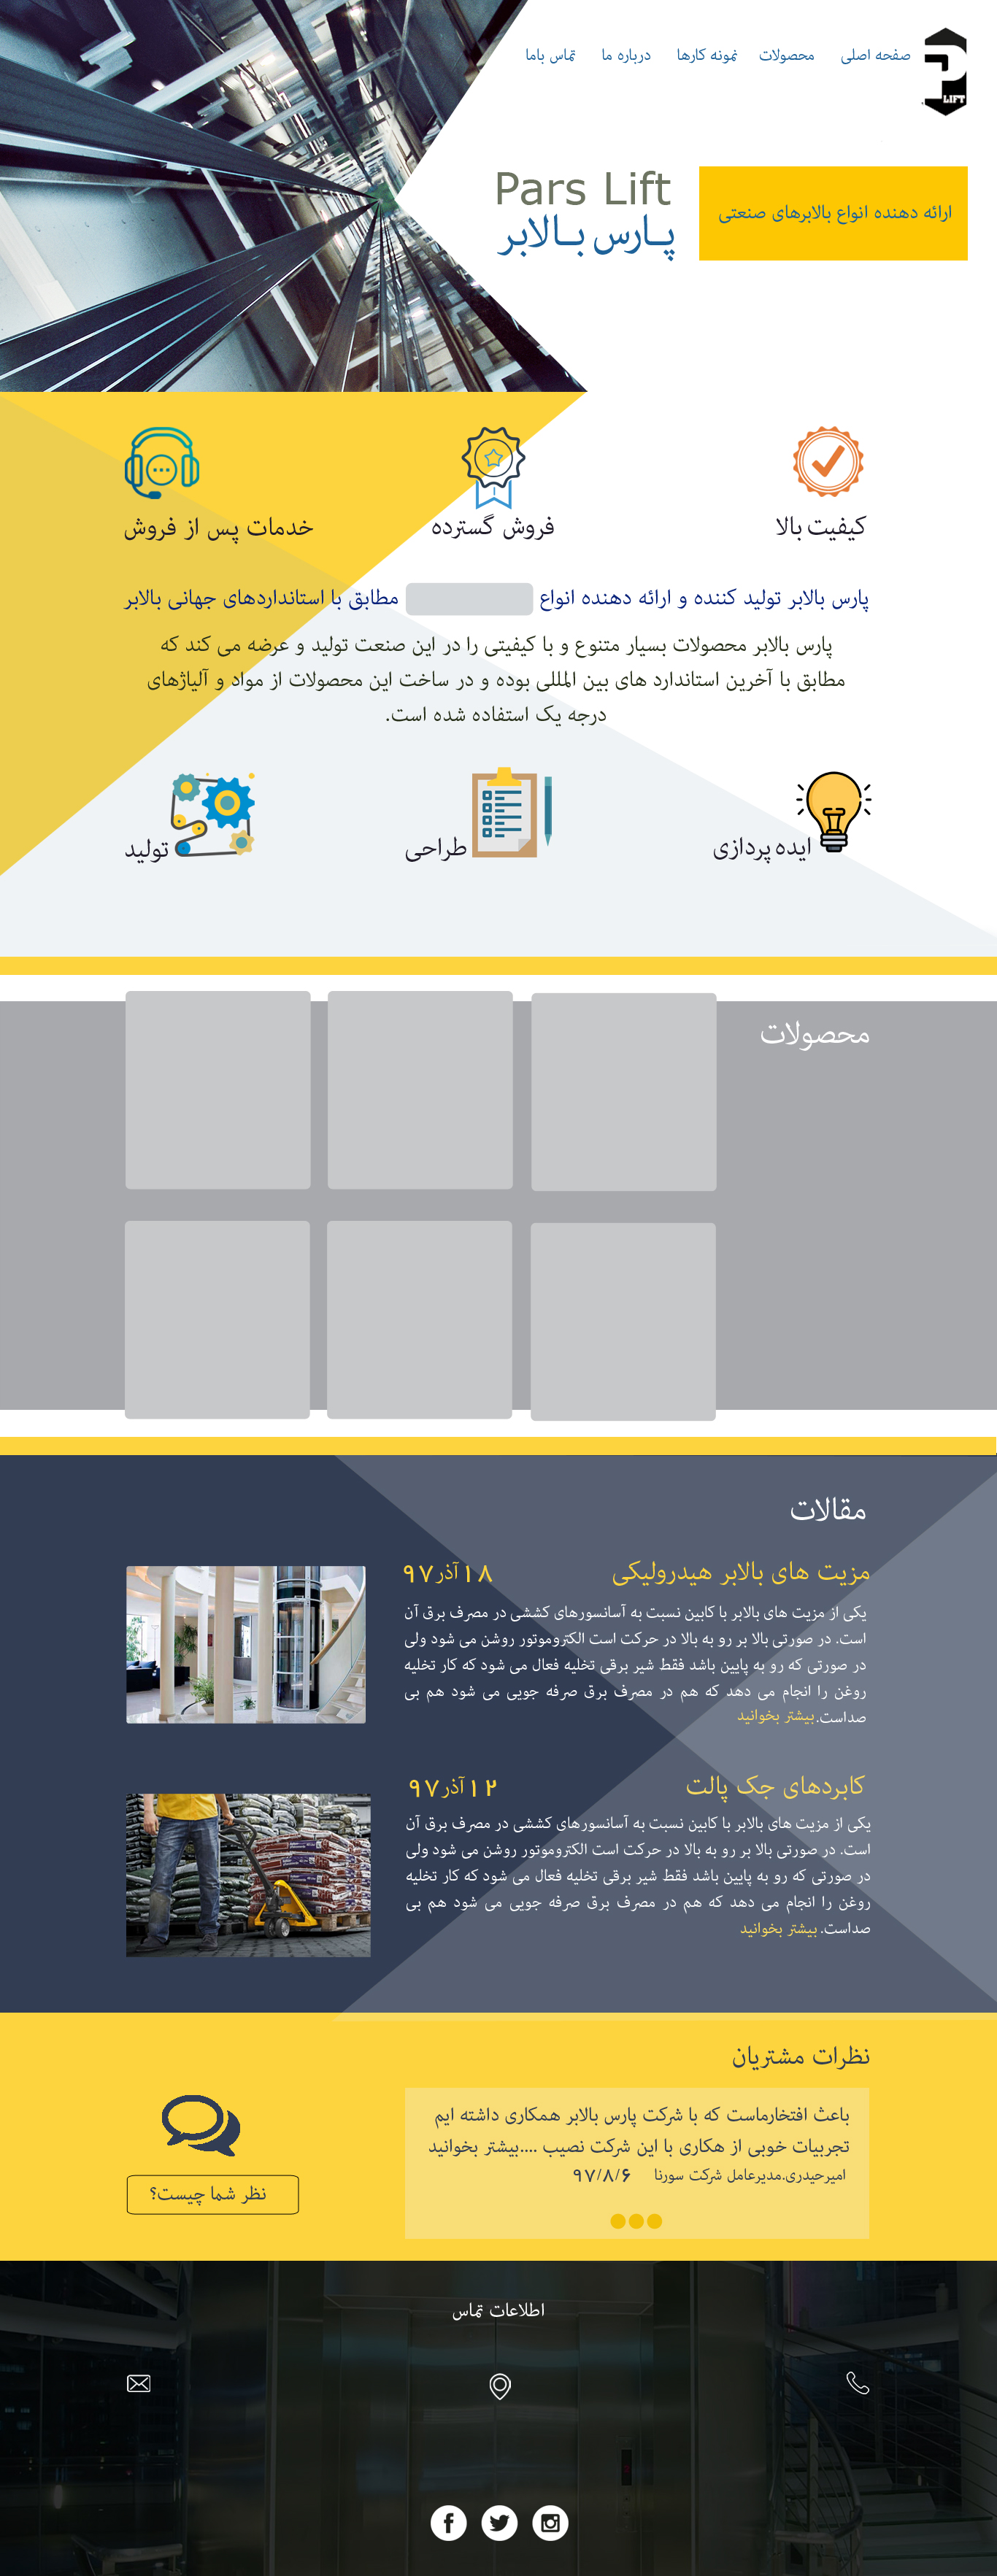 LIFT
صفحه اصلی
محصولات
نمونه کارها
درباره ما
تماس باما
Pars Lift
پارس بالابر
ارائه دهنده انواع بالابرهای صنعتی
کیفیت بالا
فروش گسترده
خدمات پس از فروش
پارس بالابر تولید کننده و ارائه دهنده انواع مطابق با استانداردهای جهانی بالابر
پارس بالابر محصولات بسیار متنوع و با کیفیتی را در این صنعت تولید و عرضه می کند که
مطابق با آخرین استاندارد های بین المللی بوده و در ساخت این محصولات از مواد و آلیاژهای
درجه یک استفاده شده است.
ایده پردازی
طراحی
تولید
محصولات
مقالات
مزیت های بالابر هیدرولیکی
۱۸آذر۹۷
یکی از مزیت های بالابر با کابین نسبت به آسانسورهای کششی در مصرف برق آن
است. در صورتی بالا بر رو به بالا در حرکت است الکتروموتور روشن می شود ولی
در صورتی که رو به پایین باشد فقط شیر برقی تخلیه فعال می شود که کار تخلیه
روغن را انجام می دهد که هم در مصرف برق صرفه جویی می شود هم بی
صداست.بیشتر بخوانید
کابردهای جک پالت
۱۲آذر۹۷
یکی از مزیت های بالابر با کابین نسبت به آسانسورهای کششی در مصرف برق آن
است. در صورتی بالا بر رو به بالا در حرکت است الکتروموتور روشن می شود ولی
در صورتی که رو به پایین باشد فقط شیر برقی تخلیه فعال می شود که کار تخلیه
روغن را انجام می دهد که هم در مصرف برق صرفه جویی می شود هم بی
صداست.بیشتر بخوانید
نظرات مشتریان
باعث افتخارماست که با شرکت پارس بالابر همکاری داشته ایم
تجربیات خوبی از هکاری با این شرکت نصیب ....بیشتر بخوانید
امیرحیدری.مدیرعامل شرکت سورنا ۹۷/۸/۶
نظر شما چیست؟
اطلاعات تماس